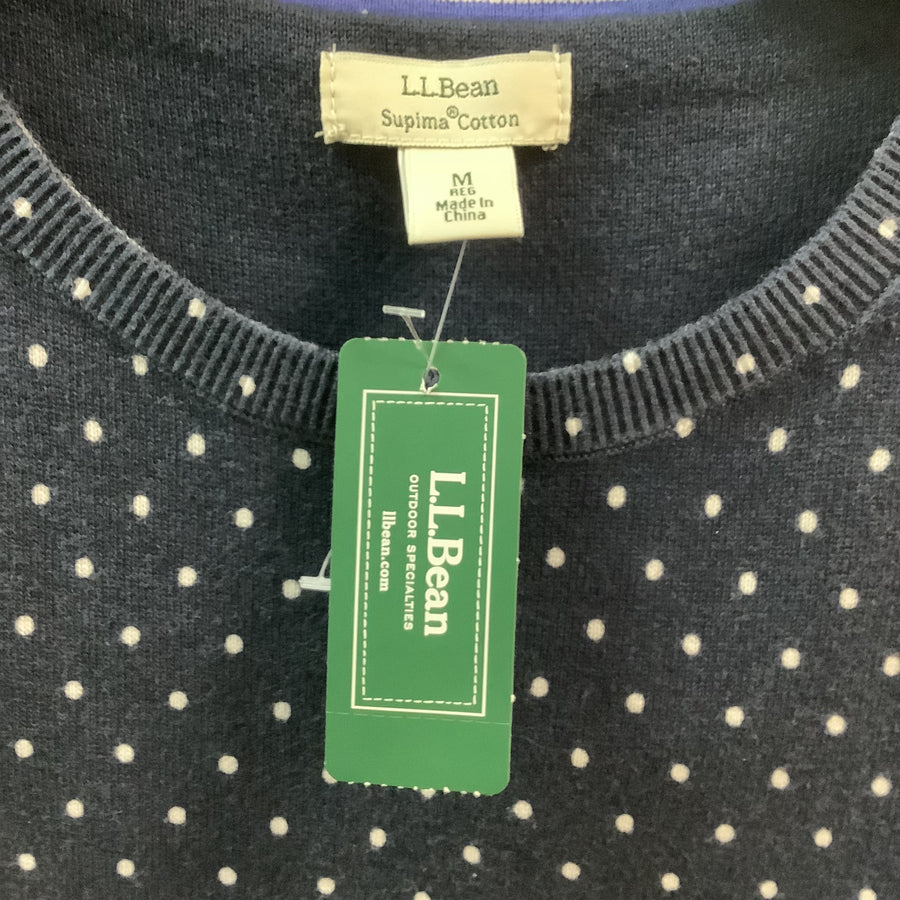 L.L.Bean
Supima® Cotton
M
REG
Made In
China
L.L.Bean
OUTDOOR SPECIALTIES
llbean.com